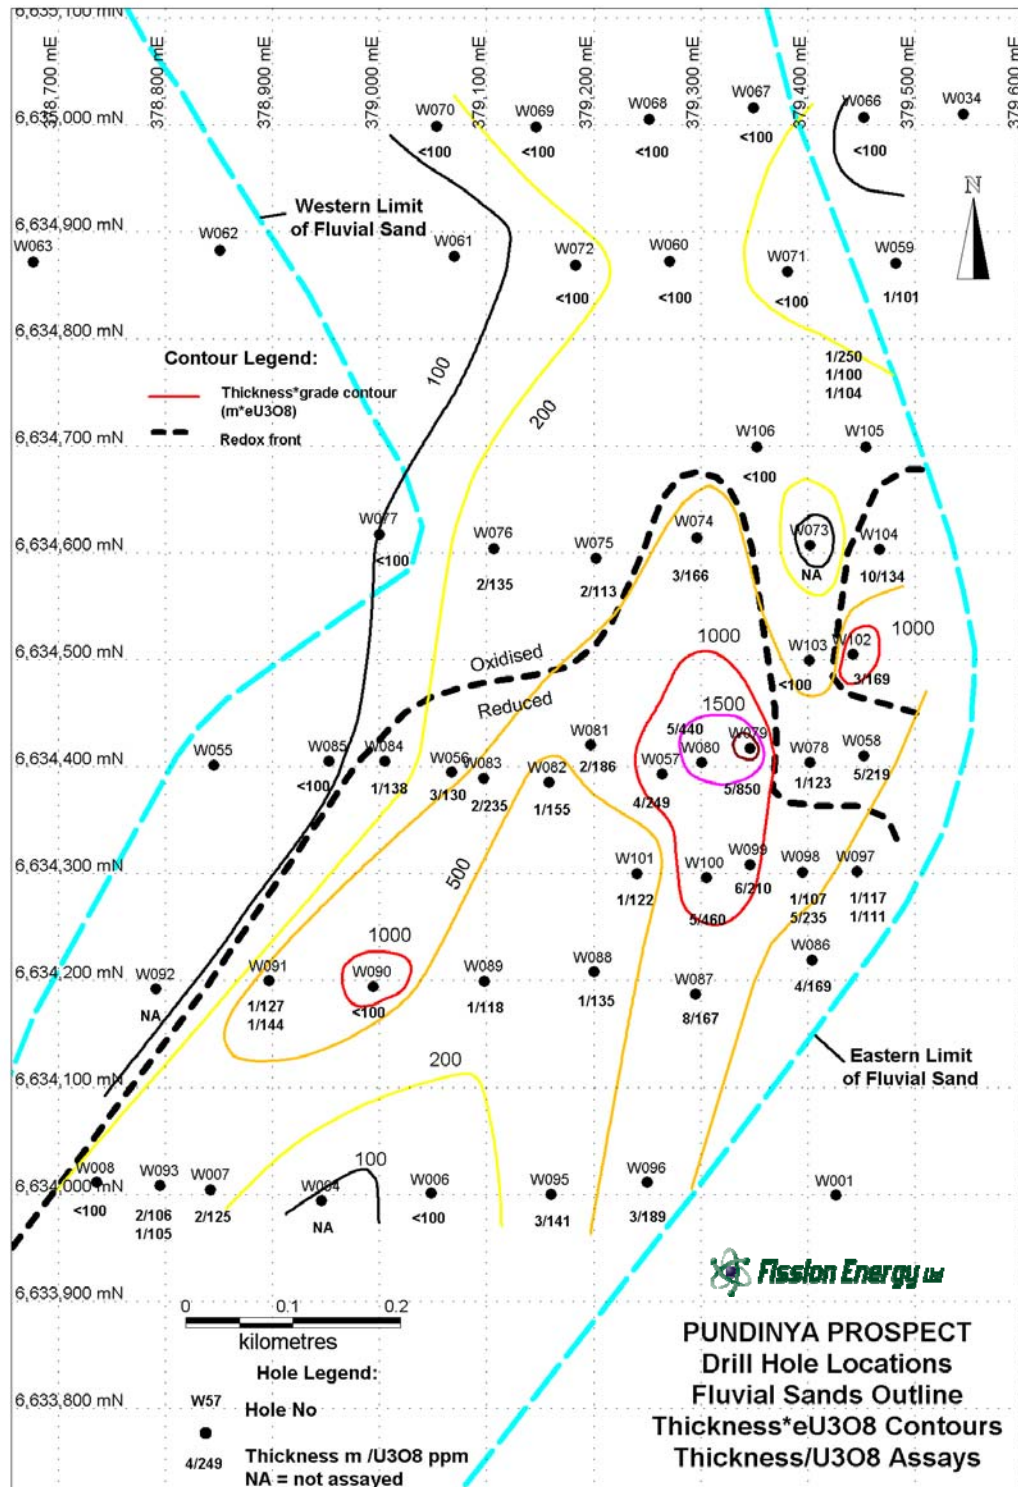 6,635,100 mN
378,700 mE
378,800 mE
378,900 mE
379,000 mE
379,100 mE
379,200 mE
379,300 mE
379,400 mE
379,500 mE
379,600 mE
6,635,000 mN
W070
<100
W069
<100
W068
<100
W067
<100
W066
<100
W034
N
Western Limit
of Fluvial Sand
6,634,900 mN
W063
W062
W061
W072
<100
W060
<100
W071
<100
W059
1/101
6,634,800 mN
Contour Legend:
Thickness*grade contour
(m*eU3O8)
Redox front
100
200
1/250
1/100
1/104
6,634,700 mN
W106
<100
W105
W077
<100
W076
2/135
W075
2/113
W074
3/166
W073
NA
W104
10/134
6,634,600 mN
Oxidised
Reduced
1000
1500
W103
<100
W102
3/169
1000
6,634,500 mN
W055
W085
<100
W084
1/138
W056
3/130
W083
2/235
W082
1/155
W081
2/186
W057
4/249
5/440
W080
W079
5/850
W078
1/123
W058
5/219
6,634,400 mN
500
W101
1/122
W100
5/460
W099
6/210
W098
1/107
5/235
W097
1/117
1/111
6,634,300 mN
W092
NA
W091
1/127
1/144
1000
W090
<100
W089
1/118
W088
1/135
W087
8/167
W086
4/169
6,634,200 mN
Eastern Limit
of Fluvial Sand
6,634,100 mN
200
100
W008
<100
W093
2/106
1/105
W007
2/125
W094
NA
W006
<100
W095
3/141
W096
3/189
W001
6,634,000 mN
6,633,900 mN
Fission Energy Ltd
0 0.1 0.2
kilometres
PUNDINYA PROSPECT
Drill Hole Locations
Fluvial Sands Outline
Thickness*eU3O8 Contours
Thickness/U3O8 Assays
Hole Legend:
6,633,800 mN
W57
Hole No
4/249
Thickness m /U3O8 ppm
NA = not assayed